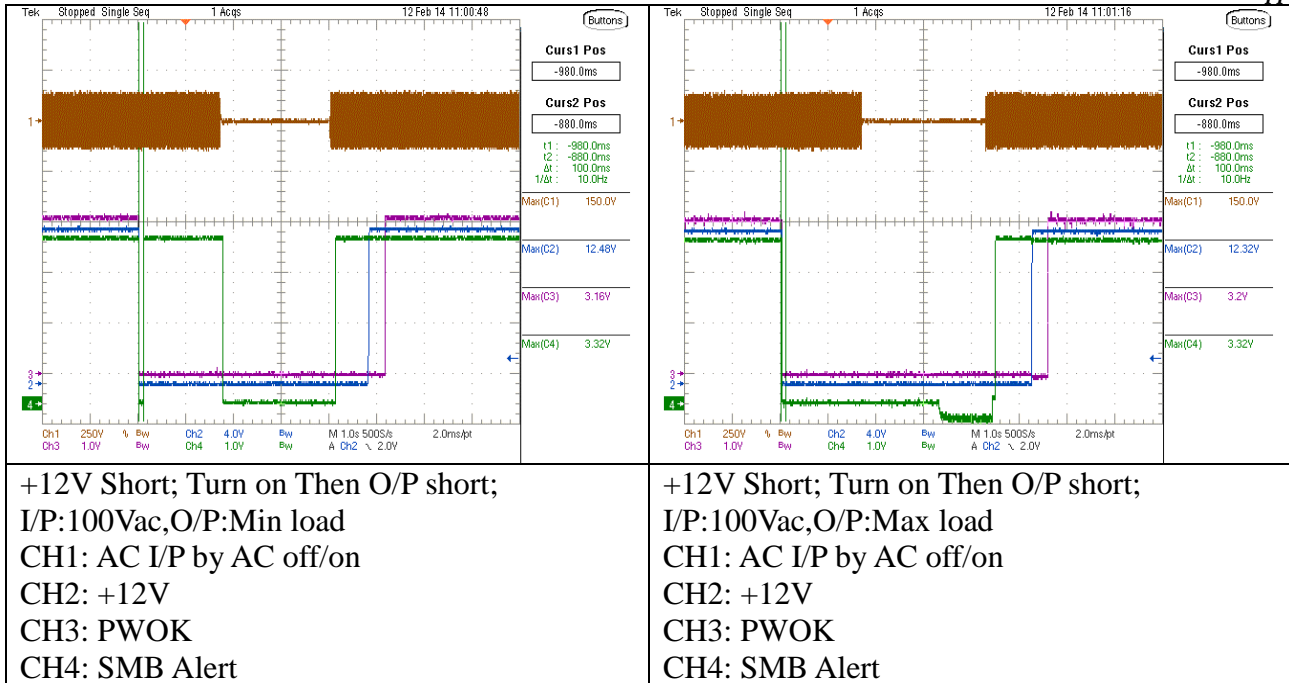 Tek Stopped Single Seq 1 Acqs 12 Feb 14 11:00:48
Buttons
Curs1 Pos
-980.0ms
Curs2 Pos
-880.0ms
1
t1 : -980.0ms
t2 : -880.0ms
Δt : 100.0ms
1/Δt : 10.0Hz
Max(C1) 150.0V
Max(C2) 12.48V
Max(C3) 3.16V
Max(C4) 3.32V
3
2
4
Ch1 250V Bw Ch2 4.0V Bw M 1.0s 500S/s 2.0ms/pt
Ch3 1.0V Bw Ch4 1.0V Bw A Ch2 2.0V
+12V Short; Turn on Then O/P short;
I/P:100Vac,O/P:Min load
CH1: AC I/P by AC off/on
CH2: +12V
CH3: PWOK
CH4: SMB Alert
Tek Stopped Single Seq 1 Acqs 12 Feb 14 11:01:16
Buttons
Curs1 Pos
-980.0ms
Curs2 Pos
-880.0ms
1
t1 : -980.0ms
t2 : -880.0ms
Δt : 100.0ms
1/Δt : 10.0Hz
Max(C1) 150.0V
Max(C2) 12.32V
Max(C3) 3.2V
Max(C4) 3.32V
3
2
4
Ch1 250V Bw Ch2 4.0V Bw M 1.0s 500S/s 2.0ms/pt
Ch3 1.0V Bw Ch4 1.0V Bw A Ch2 2.0V
+12V Short; Turn on Then O/P short;
I/P:100Vac,O/P:Max load
CH1: AC I/P by AC off/on
CH2: +12V
CH3: PWOK
CH4: SMB Alert